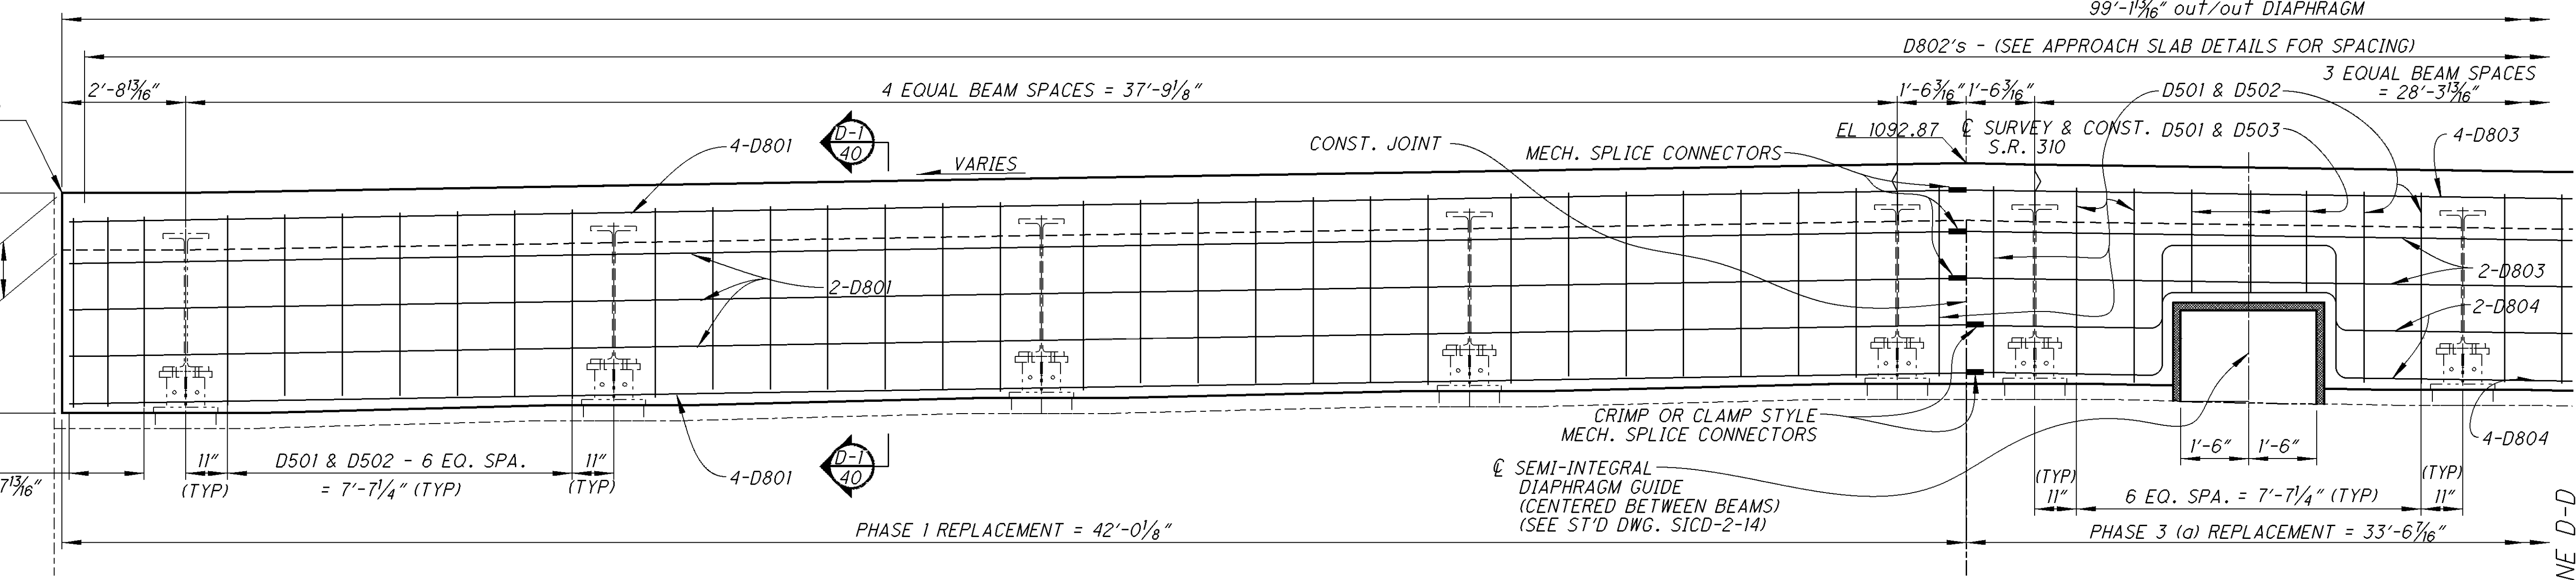 99'-1 13/16" out/out DIAPHRAGM
D802's - (SEE APPROACH SLAB DETAILS FOR SPACING)
3 EQUAL BEAM SPACES
= 28'-3 13/16"
2'-8 13/16"
4 EQUAL BEAM SPACES = 37'-9 1/8"
1'-6 3/16"
1'-6 3/16"
D501 & D502
D-1
40
4-D801
VARIES
CONST. JOINT
EL 1092.87
MECH. SPLICE CONNECTORS
℄ SURVEY & CONST.
S.R. 310
D501 & D503
4-D803
2-D801
2-D803
2-D804
CRIMP OR CLAMP STYLE
MECH. SPLICE CONNECTORS
4-D804
1'-6"
1'-6"
7 13/16"
11"
(TYP)
D501 & D502 - 6 EQ. SPA.
= 7'-7 1/4" (TYP)
11"
(TYP)
4-D801
D-1
40
℄ SEMI-INTEGRAL
DIAPHRAGM GUIDE
(CENTERED BETWEEN BEAMS)
(SEE ST'D DWG. SICD-2-14)
(TYP)
11"
6 EQ. SPA. = 7'-7 1/4" (TYP)
(TYP)
11"
PHASE 1 REPLACEMENT = 42'-0 1/8"
PHASE 3 (a) REPLACEMENT = 33'-6 7/16"
NE D-D